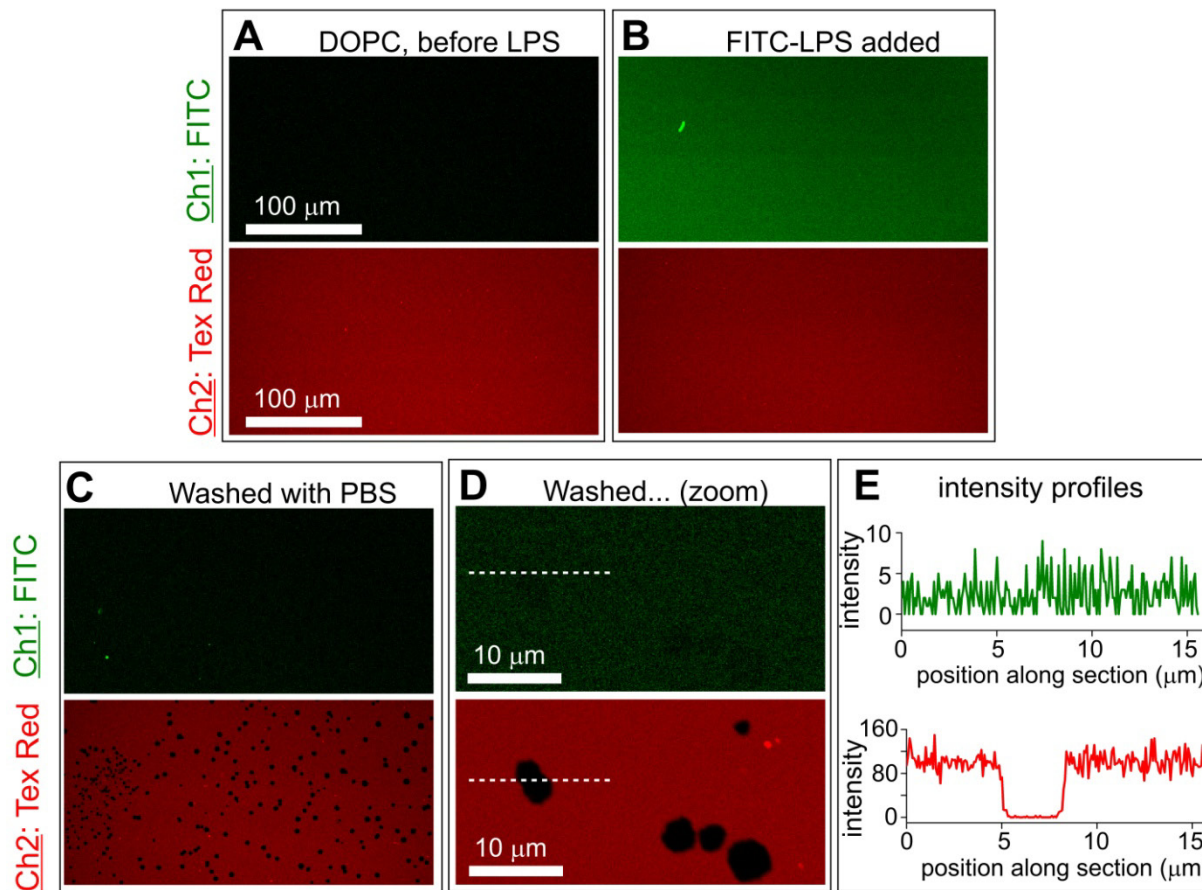 A
DOPC, before LPS
B
FITC-LPS added
Ch1: FITC
100 μm
Ch2: Tex Red
100 μm
C
Washed with PBS
D
Washed... (zoom)
E
intensity profiles
Ch1: FITC
10 μm
intensity
10
5
0
0
5
10
15
position along section (μm)
Ch2: Tex Red
10 μm
intensity
160
80
0
0
5
10
15
position along section (μm)